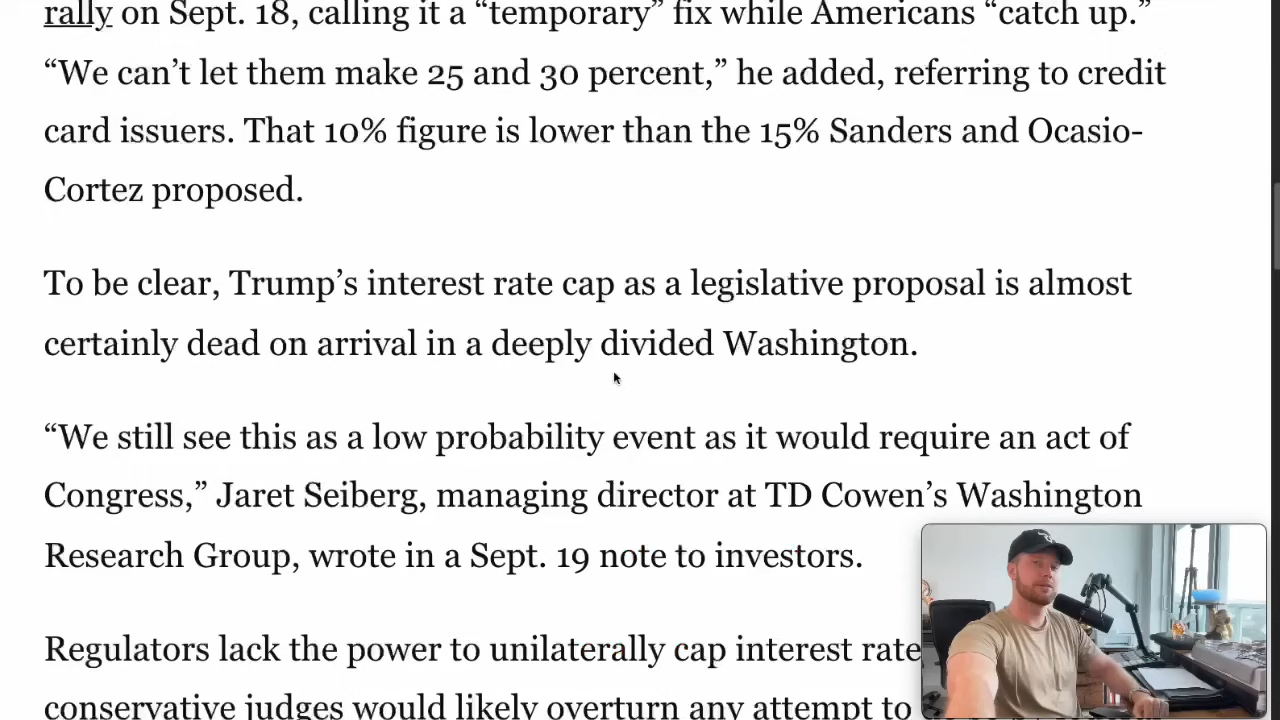 rally on Sept. 18, calling it a “temporary” fix while Americans “catch up.”
“We can’t let them make 25 and 30 percent,” he added, referring to credit
card issuers. That 10% figure is lower than the 15% Sanders and Ocasio-
Cortez proposed.
To be clear, Trump’s interest rate cap as a legislative proposal is almost
certainly dead on arrival in a deeply divided Washington.
“We still see this as a low probability event as it would require an act of
Congress,” Jaret Seiberg, managing director at TD Cowen’s Washington
Research Group, wrote in a Sept. 19 note to investors.
Regulators lack the power to unilaterally cap interest rate
conservative judges would likely overturn any attempt to